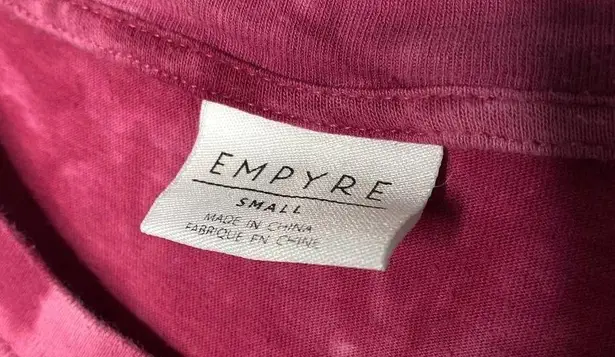 EMPYRE
SMALL
MADE IN CHINA
FABRIQUE EN CHINE